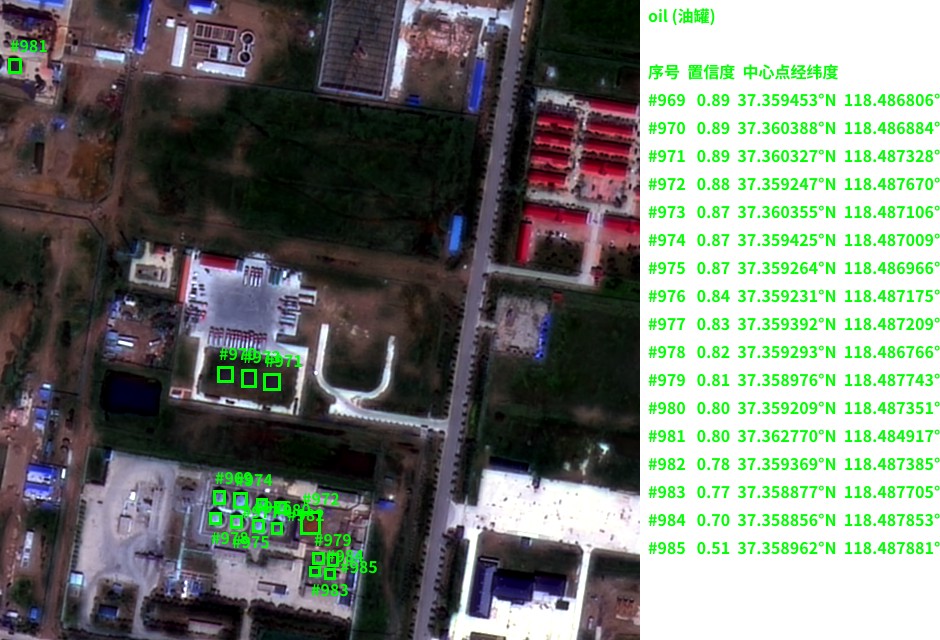 oil (油罐)
序号 置信度 中心点经纬度
#969 0.89 37.359453°N 118.486806°
#970 0.89 37.360388°N 118.486884°
#971 0.89 37.360327°N 118.487328°
#972 0.88 37.359247°N 118.487670°
#973 0.87 37.360355°N 118.487106°
#974 0.87 37.359425°N 118.487009°
#975 0.87 37.359264°N 118.486966°
#976 0.84 37.359231°N 118.487175°
#977 0.83 37.359392°N 118.487209°
#978 0.82 37.359293°N 118.486766°
#979 0.81 37.358976°N 118.487743°
#980 0.80 37.359209°N 118.487351°
#981 0.80 37.362770°N 118.484917°
#982 0.78 37.359369°N 118.487385°
#983 0.77 37.358877°N 118.487705°
#984 0.70 37.358856°N 118.487853°
#985 0.51 37.358962°N 118.487881°
#981
#970
#971
#969
#974
#972
#978
#975
#979
#984
#985
#983